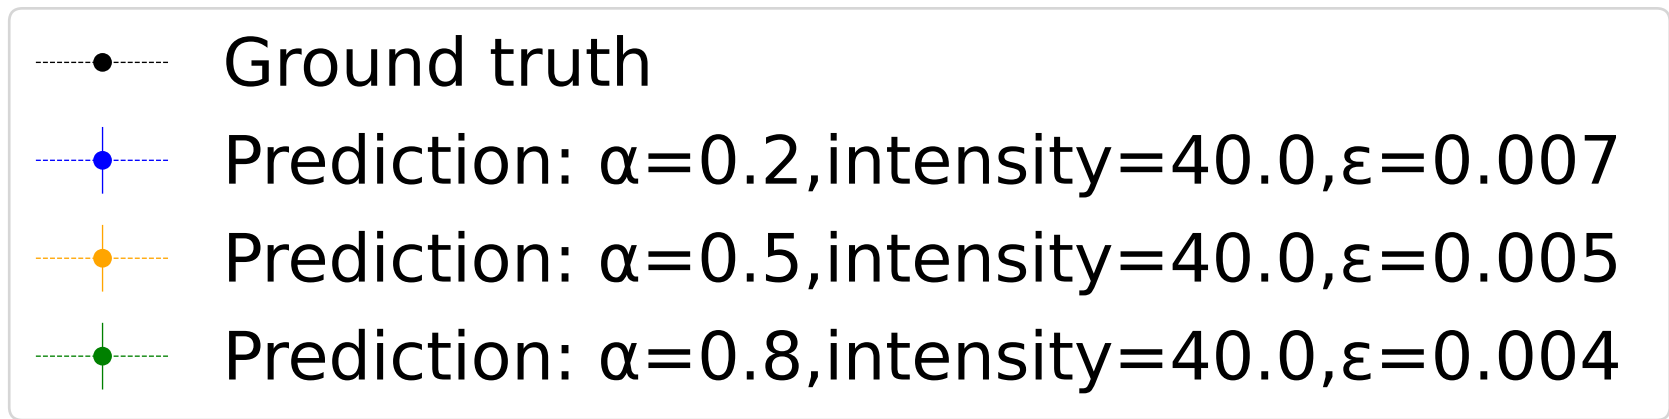 Ground truth
Prediction: α=0.2,intensity=40.0,ε=0.007
Prediction: α=0.5,intensity=40.0,ε=0.005
Prediction: α=0.8,intensity=40.0,ε=0.004